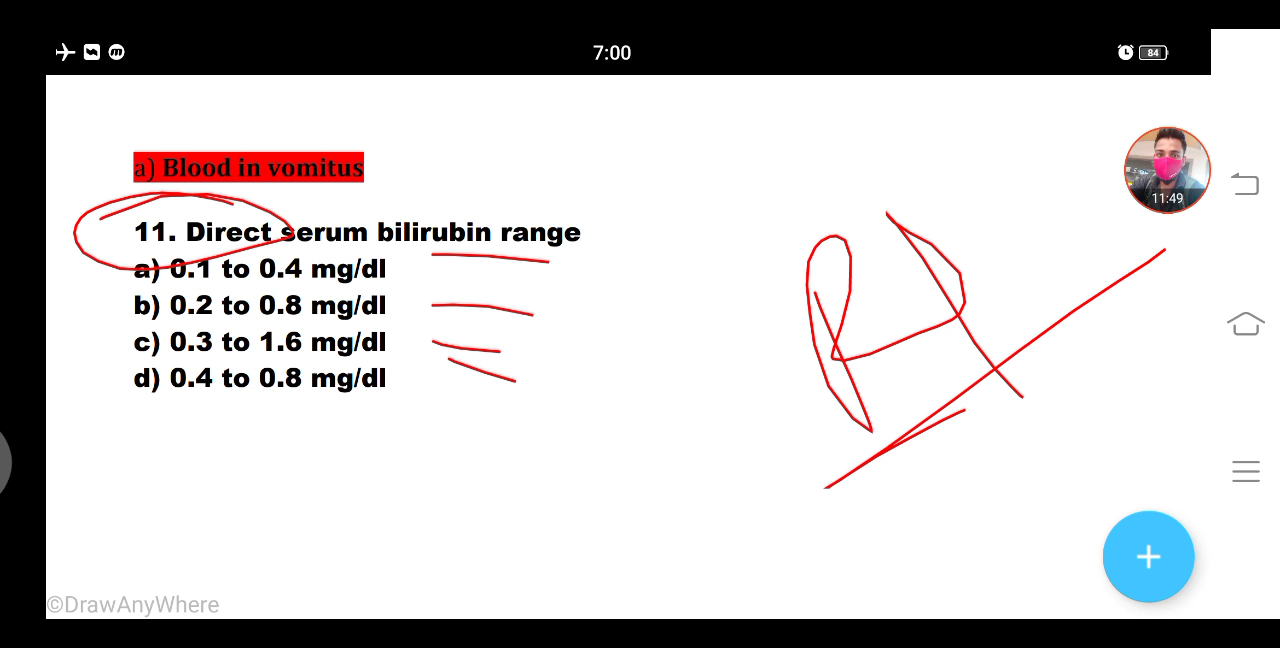 7:00
84
11:49
a) Blood in vomitus
11. Direct serum bilirubin range
a) 0.1 to 0.4 mg/dl
b) 0.2 to 0.8 mg/dl
c) 0.3 to 1.6 mg/dl
d) 0.4 to 0.8 mg/dl
©DrawAnyWhere